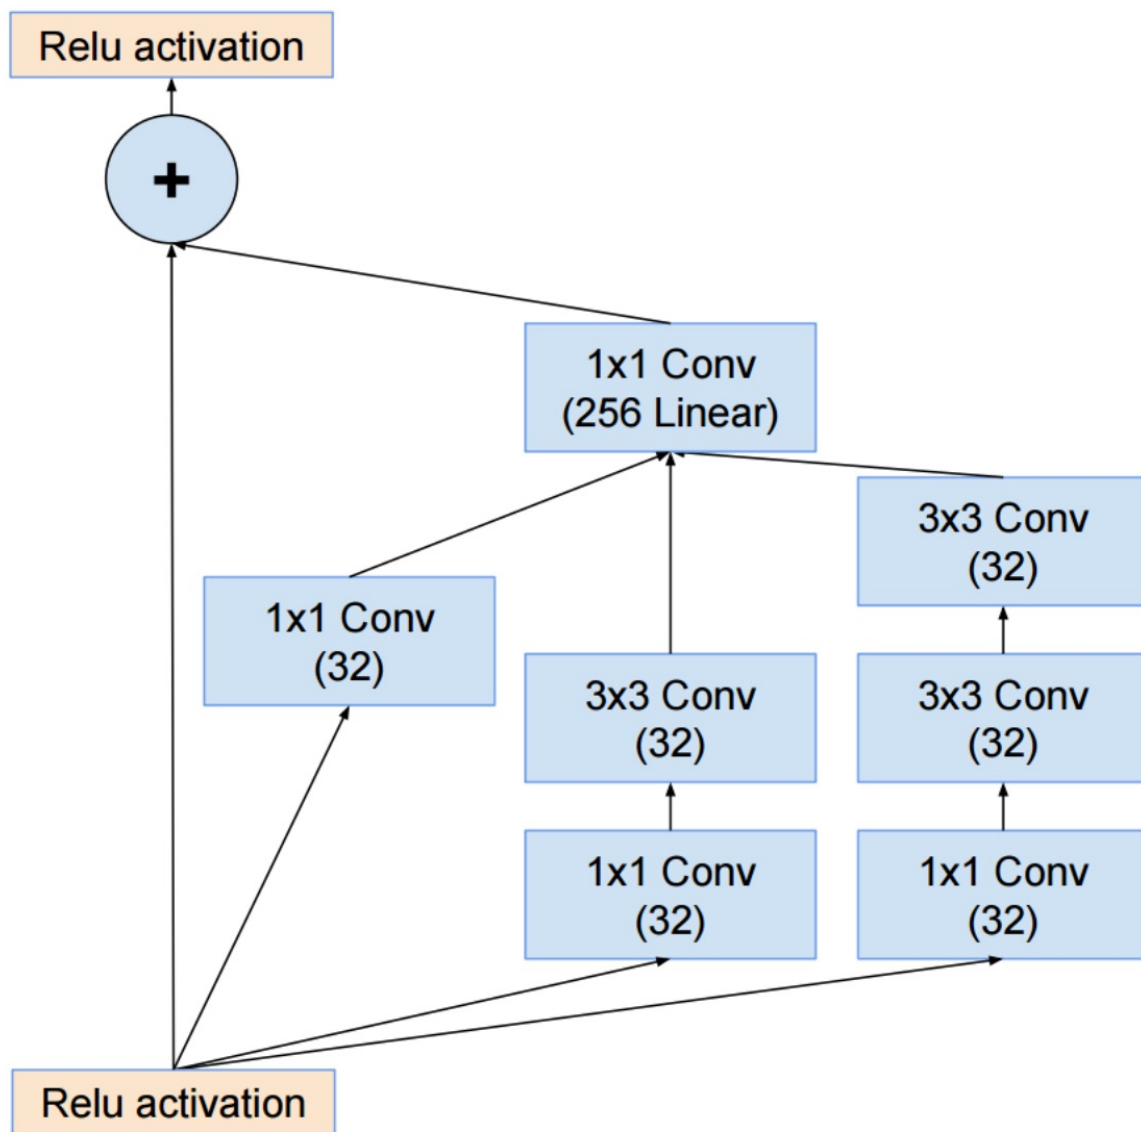 Relu activation
+
1x1 Conv
(256 Linear)
3x3 Conv
(32)
1x1 Conv
(32)
3x3 Conv
(32)
3x3 Conv
(32)
1x1 Conv
(32)
1x1 Conv
(32)
Relu activation